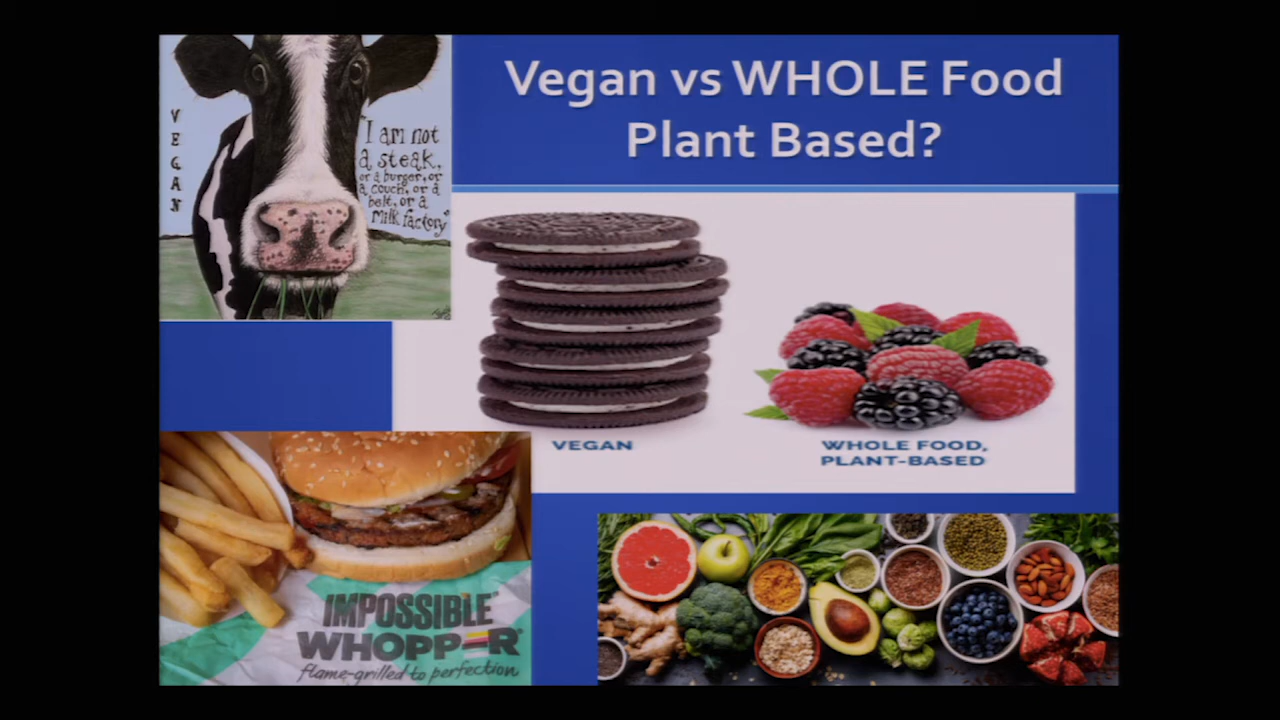 Vegan vs WHOLE Food
Plant Based?
VEGAN
"I am not
a steak,
or a burger, or
a couch, or a
belt, or a
Milk factory"
VEGAN
WHOLE FOOD,
PLANT-BASED
IMPOSSIBLE
WHOPPER®
flame-grilled to perfection